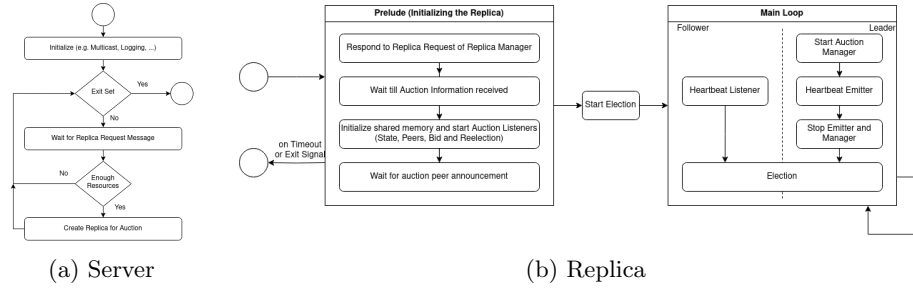 Initialize (e.g. Multicast, Logging, ...)
Exit Set
Yes
No
Wait for Replica Request Message
No
Enough
Resources
Yes
Create Replica for Auction
(a) Server
Prelude (Initializing the Replica)
Respond to Replica Request of Replica Manager
Wait till Auction Information received
Initialize shared memory and start Auction Listeners
(State, Peers, Bid and Reelection)
Wait for auction peer announcement
on Timeout
or Exit Signal
Start Election
Main Loop
Follower
Leader
Start Auction
Manager
Heartbeat Listener
Heartbeat Emitter
Stop Emitter and
Manager
Election
(b) Replica